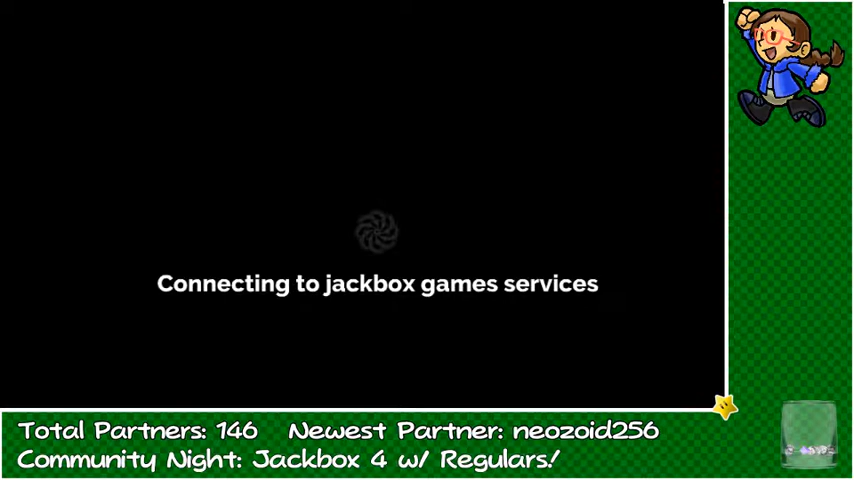 Connecting to jackbox games services
Total Partners: 146 Newest Partner: neozoid256
Community Night: Jackbox 4 w/ Regulars!